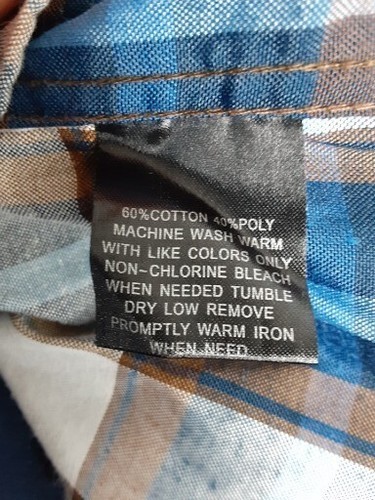 60%COTTON 40%POLY
MACHINE WASH WARM
WITH LIKE COLORS ONLY
NON-CHLORINE BLEACH
WHEN NEEDED TUMBLE
DRY LOW REMOVE
PROMPTLY WARM IRON
WHEN NEED